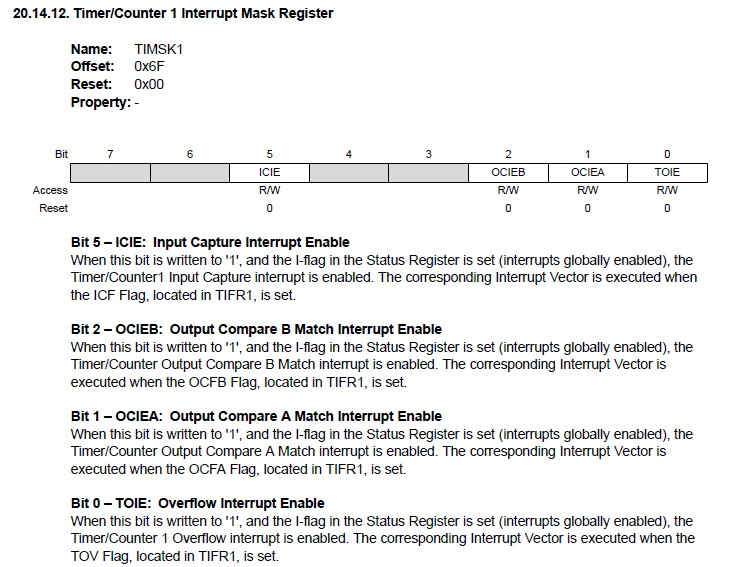 20.14.12. Timer/Counter 1 Interrupt Mask Register
Name: TIMSK1
Offset: 0x6F
Reset: 0x00
Property: -
Bit 7 6 5 4 3 2 1 0
ICIE OCIEB OCIEA TOIE
Access R/W R/W R/W R/W
Reset 0 0 0 0
Bit 5 – ICIE: Input Capture Interrupt Enable
When this bit is written to '1', and the I-flag in the Status Register is set (interrupts globally enabled), the
Timer/Counter1 Input Capture interrupt is enabled. The corresponding Interrupt Vector is executed when
the ICF Flag, located in TIFR1, is set.
Bit 2 – OCIEB: Output Compare B Match Interrupt Enable
When this bit is written to '1', and the I-flag in the Status Register is set (interrupts globally enabled), the
Timer/Counter Output Compare B Match interrupt is enabled. The corresponding Interrupt Vector is
executed when the OCFB Flag, located in TIFR1, is set.
Bit 1 – OCIEA: Output Compare A Match Interrupt Enable
When this bit is written to '1', and the I-flag in the Status Register is set (interrupts globally enabled), the
Timer/Counter Output Compare A Match interrupt is enabled. The corresponding Interrupt Vector is
executed when the OCFA Flag, located in TIFR1, is set.
Bit 0 – TOIE: Overflow Interrupt Enable
When this bit is written to '1', and the I-flag in the Status Register is set (interrupts globally enabled), the
Timer/Counter 1 Overflow interrupt is enabled. The corresponding Interrupt Vector is executed when the
TOV Flag, located in TIFR1, is set.